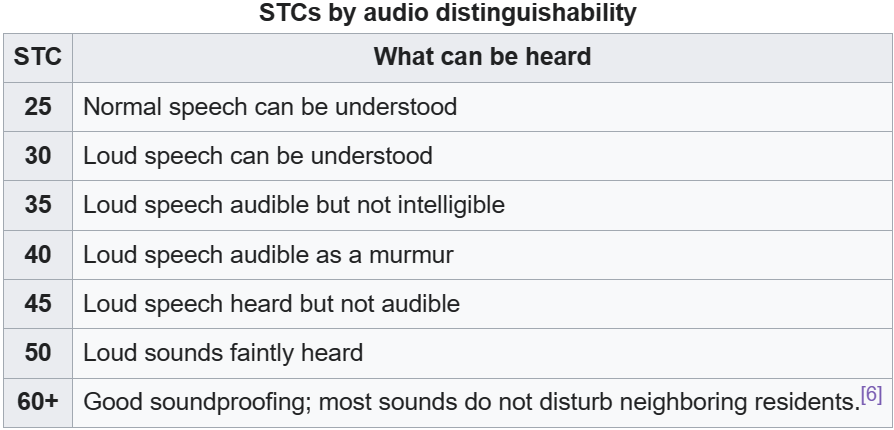 STCs by audio distinguishability
STC What can be heard
25 Normal speech can be understood
30 Loud speech can be understood
35 Loud speech audible but not intelligible
40 Loud speech audible as a murmur
45 Loud speech heard but not audible
50 Loud sounds faintly heard
60+ Good soundproofing; most sounds do not disturb neighboring residents.[6]